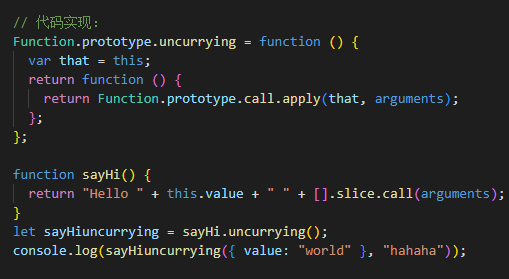 // 代码实现:
Function.prototype.uncurrying = function () {
  var that = this;
  return function () {
    return Function.prototype.call.apply(that, arguments);
  };
};

function sayHi() {
  return "Hello " + this.value + " " + [].slice.call(arguments);
}
let sayHiuncurrying = sayHi.uncurrying();
console.log(sayHiuncurrying({ value: "world" }, "hahaha"));